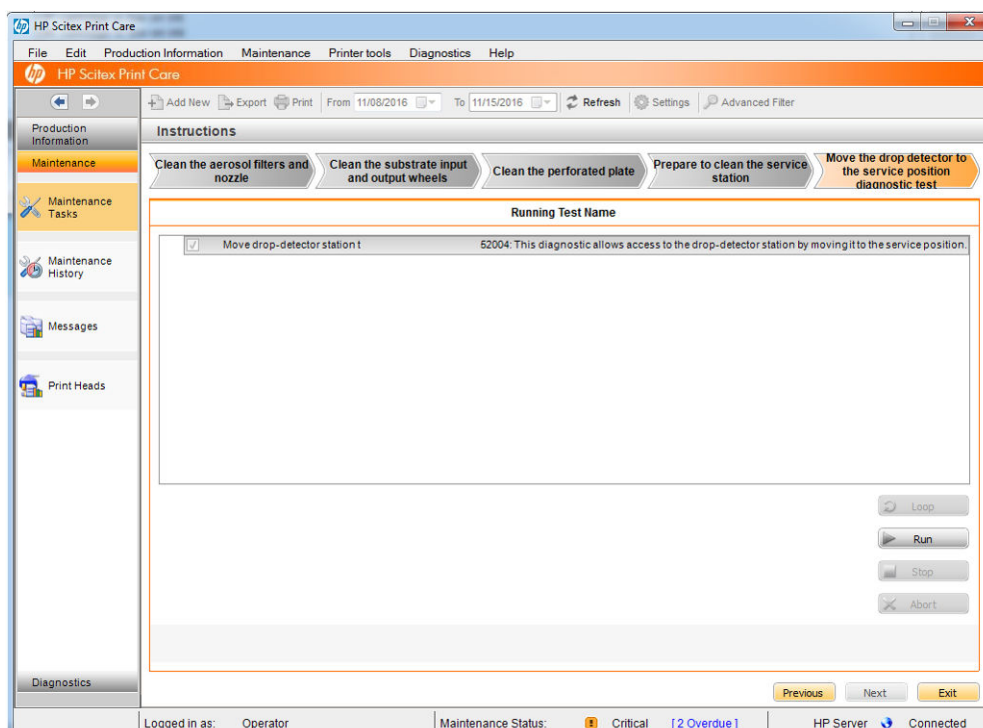 HP Scitex Print Care
File Edit Production Information Maintenance Printer tools Diagnostics Help
hp HP Scitex Print Care
Add New Export Print From 11/08/2016 To 11/15/2016 Refresh Settings Advanced Filter
Production
Information
Maintenance
Maintenance
Tasks
Maintenance
History
Messages
Print Heads
Diagnostics
Instructions
Clean the aerosol filters and
nozzle
Clean the substrate input
and output wheels
Clean the perforated plate
Prepare to clean the service
station
Move the drop detector to
the service position
diagnostic test
Running Test Name
Move drop-detector station t 52004: This diagnostic allows access to the drop-detector station by moving it to the service position.
Loop
Run
Stop
Abort
Previous Next Exit
Logged in as: Operator Maintenance Status: Critical [ 2 Overdue ] HP Server Connected